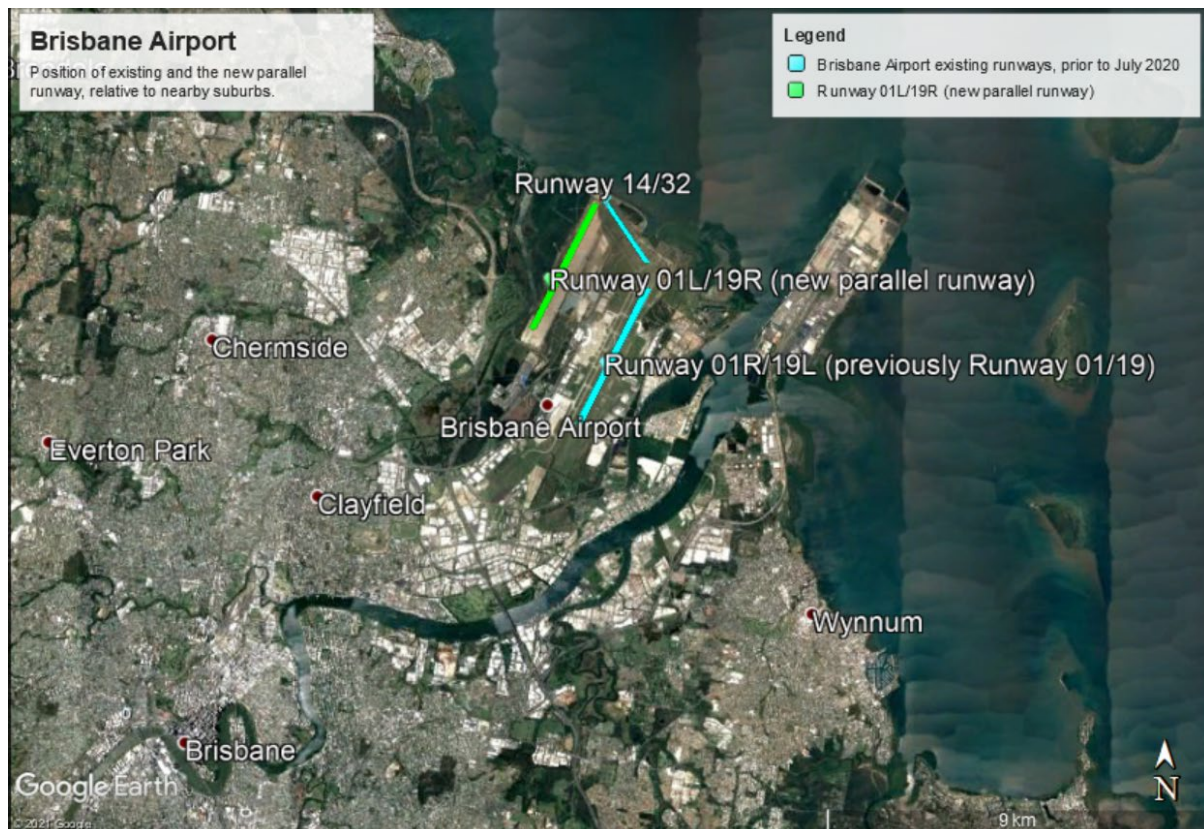 Brisbane Airport
Position of existing and the new parallel
runway, relative to nearby suburbs.
Legend
Brisbane Airport existing runways, prior to July 2020
Runway 01L/19R (new parallel runway)
Runway 14/32
Runway 01L/19R (new parallel runway)
Chermside
Runway 01R/19L (previously Runway 01/19)
Brisbane Airport
Everton Park
Clayfield
Wynnum
Brisbane
Google Earth
© 2021 Google
N
9 km